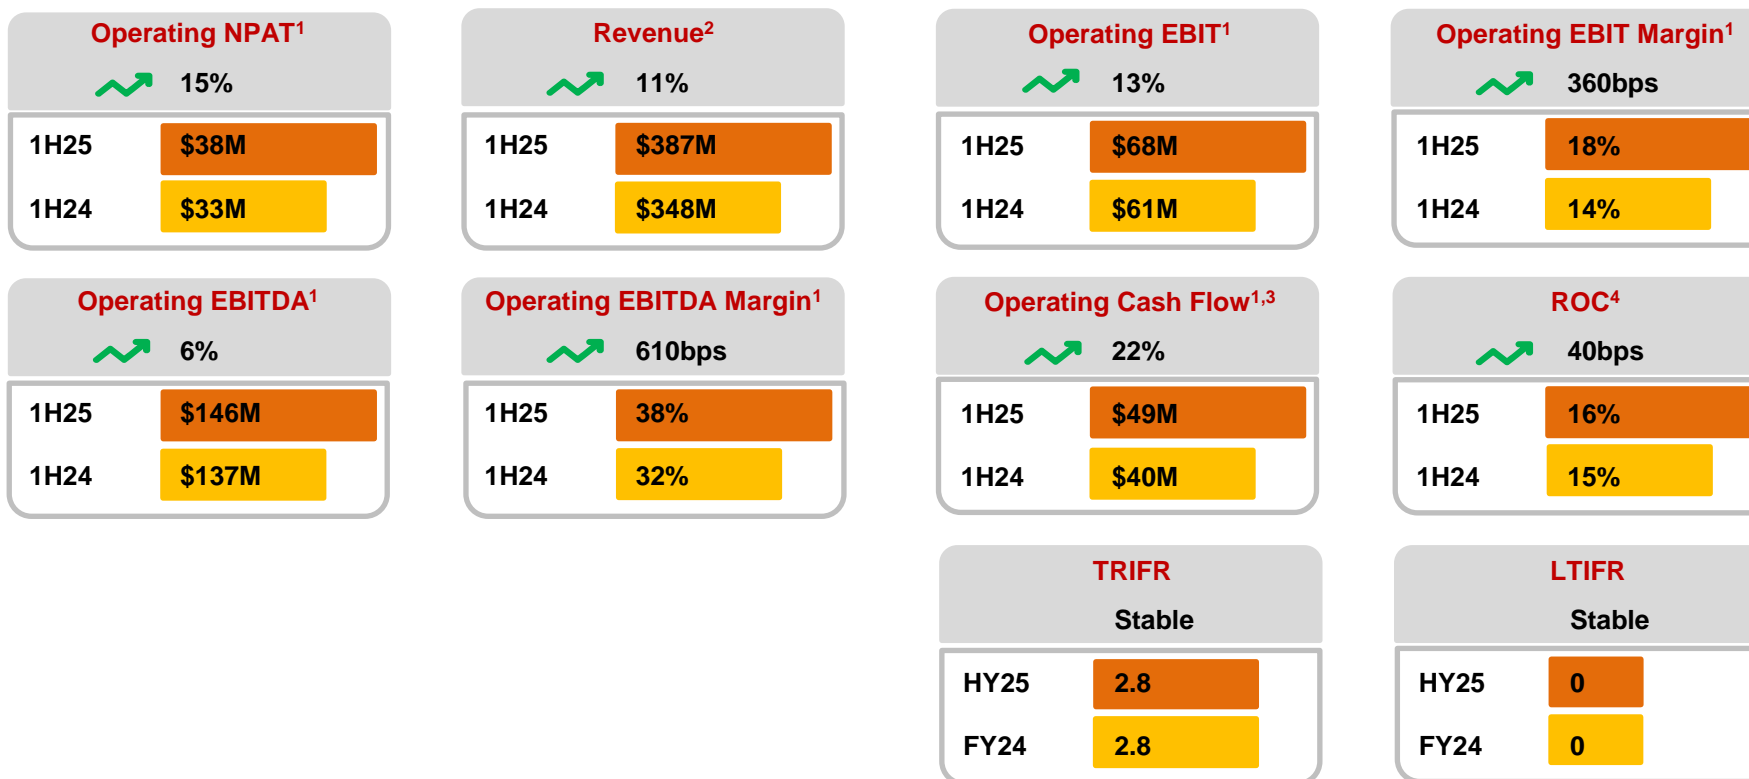 Operating NPAT1
15%
1H25 $38M
1H24 $33M
Revenue2
11%
1H25 $387M
1H24 $348M
Operating EBIT1
13%
1H25 $68M
1H24 $61M
Operating EBIT Margin1
360bps
1H25 18%
1H24 14%
Operating EBITDA1
6%
1H25 $146M
1H24 $137M
Operating EBITDA Margin1
610bps
1H25 38%
1H24 32%
Operating Cash Flow1,3
22%
1H25 $49M
1H24 $40M
ROC4
40bps
1H25 16%
1H24 15%
TRIFR
Stable
HY25 2.8
FY24 2.8
LTIFR
Stable
HY25 0
FY24 0